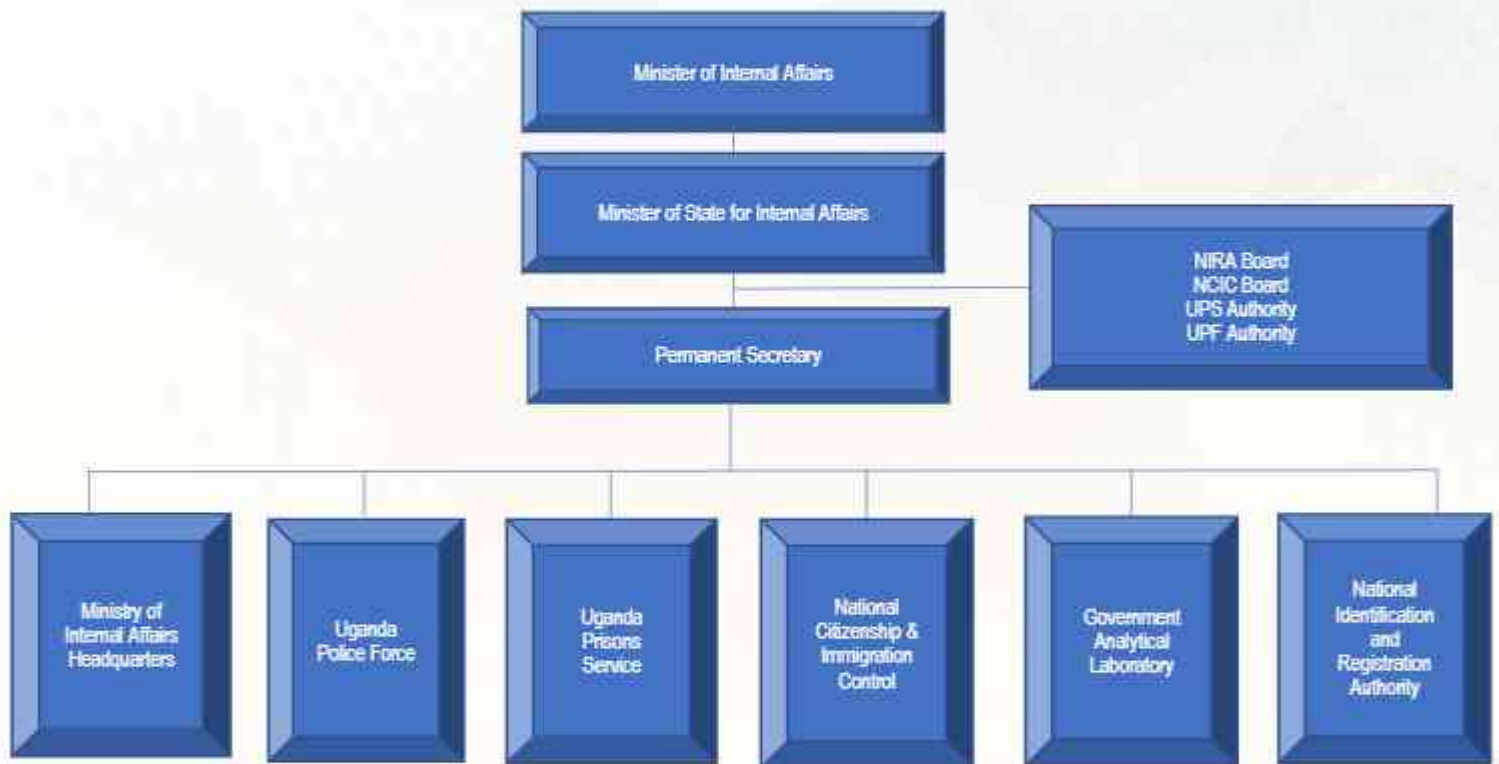 Minister of Internal Affairs
Minister of State for Internal Affairs
NIRA Board
NCIC Board
UPS Authority
UPF Authority
Permanent Secretary
Ministry of
Internal Affairs
Headquarters
Uganda
Police Force
Uganda
Prisons
Service
National
Citizenship &
Immigration
Control
Government
Analytical
Laboratory
National
Identification
and
Registration
Authority